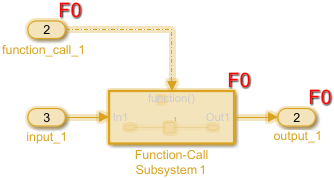 F0
2
function_call_1
F0
function()
F0
3
In1
Out1
2
input_1
output_1
Function-Call
Subsystem 1